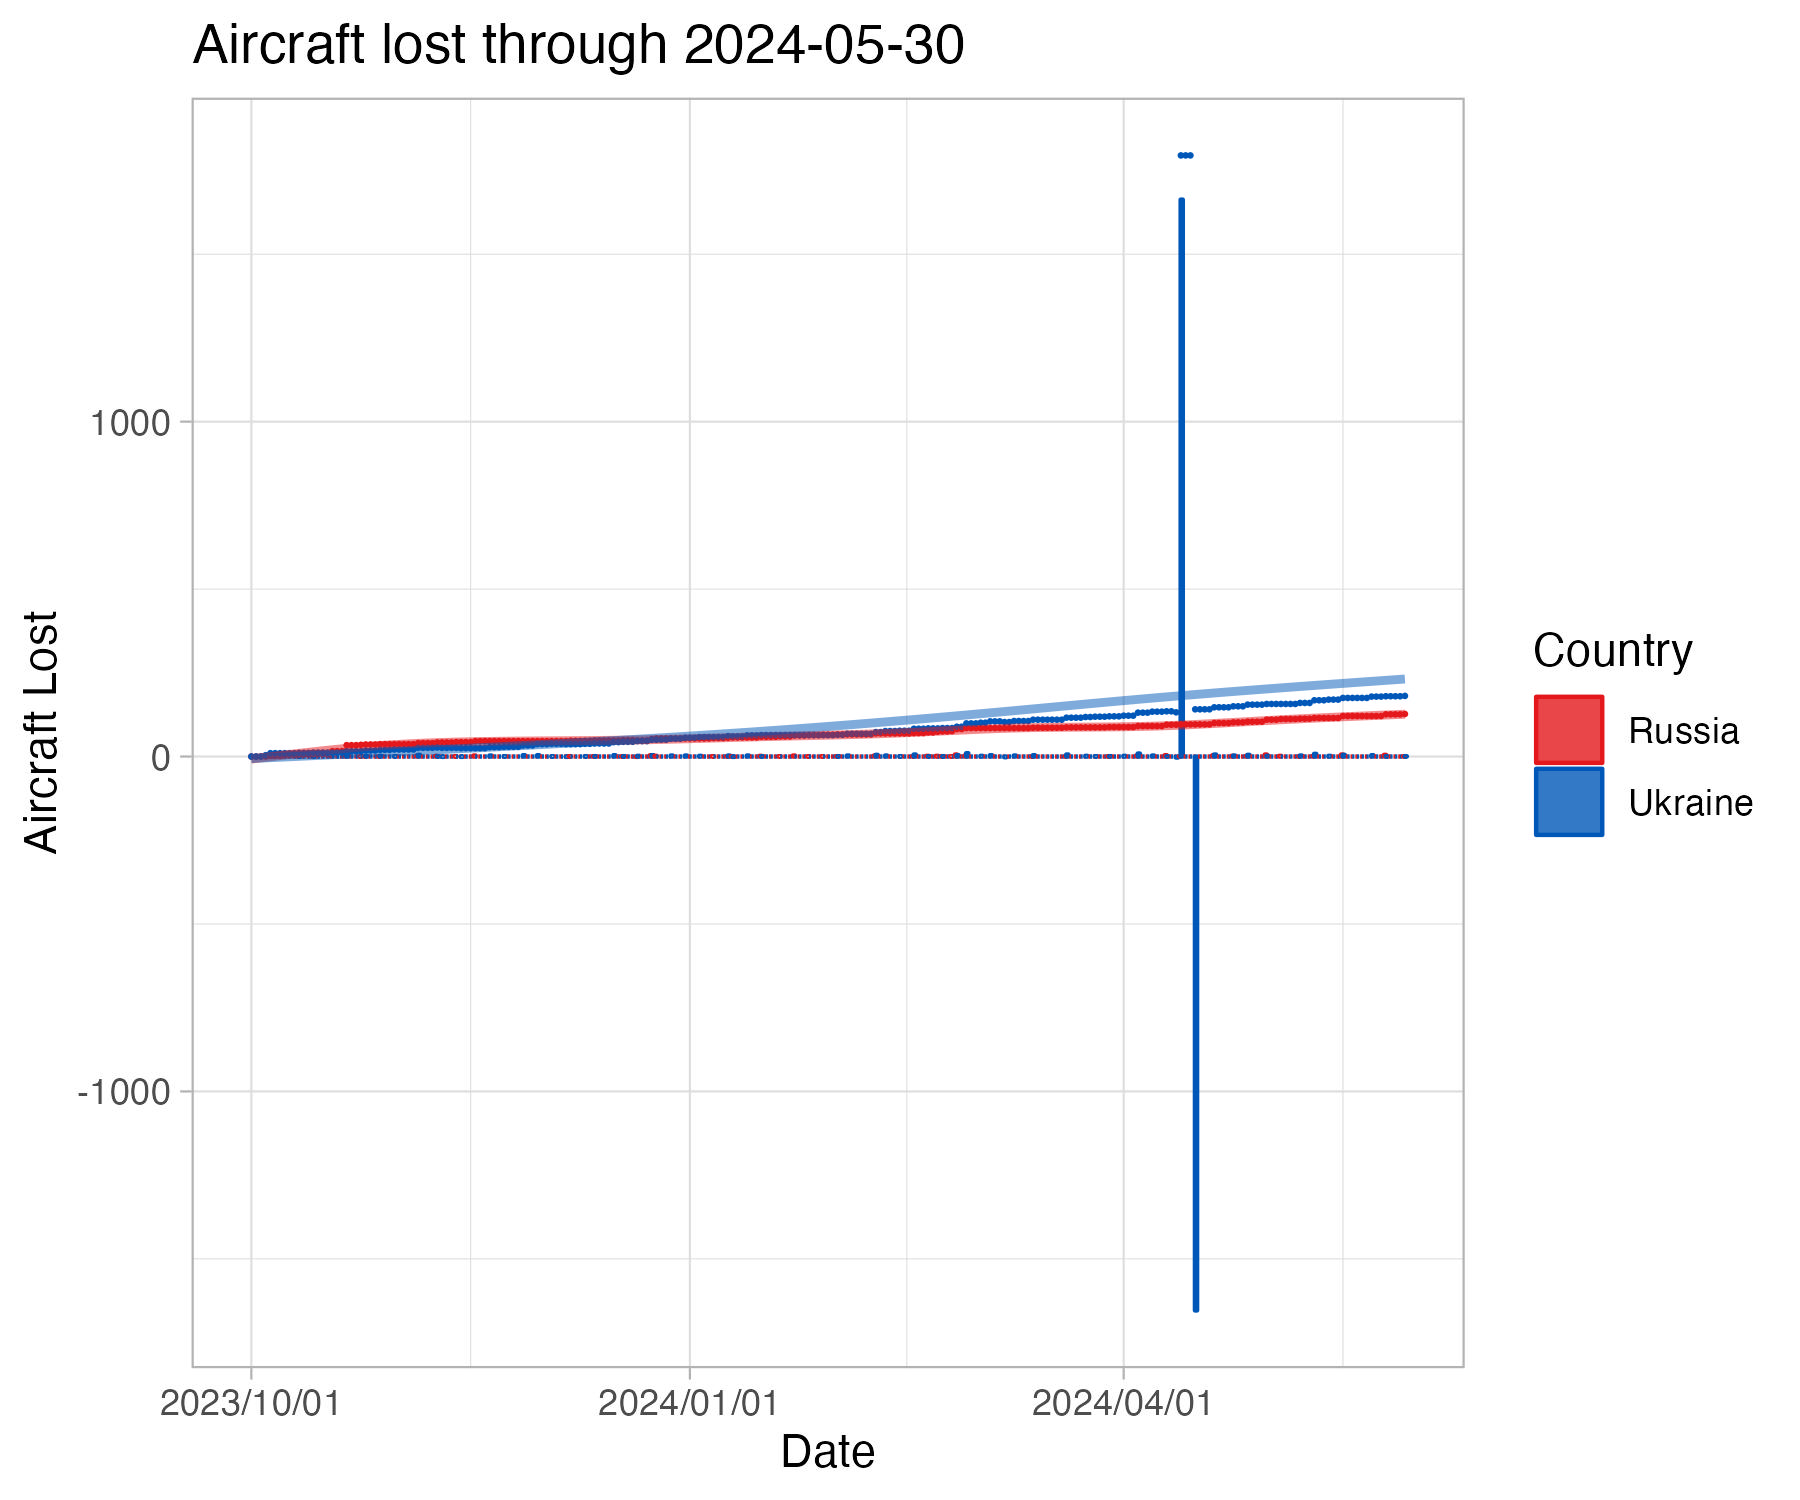 Aircraft lost through 2024-05-30
Aircraft Lost
1000
0
-1000
2023/10/01
2024/01/01
2024/04/01
Date
Country
Russia
Ukraine